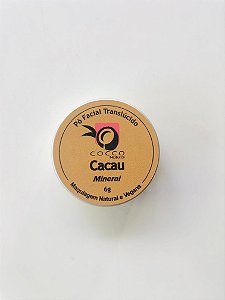 Pó Facial Translúcido
COCCO
Cacau
Mineral
6g
Maquiagem Natural e Vegana